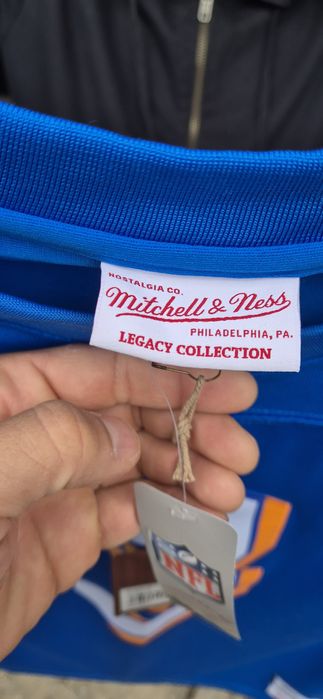 NOSTALGIA CO.
Mitchell & Ness
PHILADELPHIA, PA.
LEGACY COLLECTION
NFL